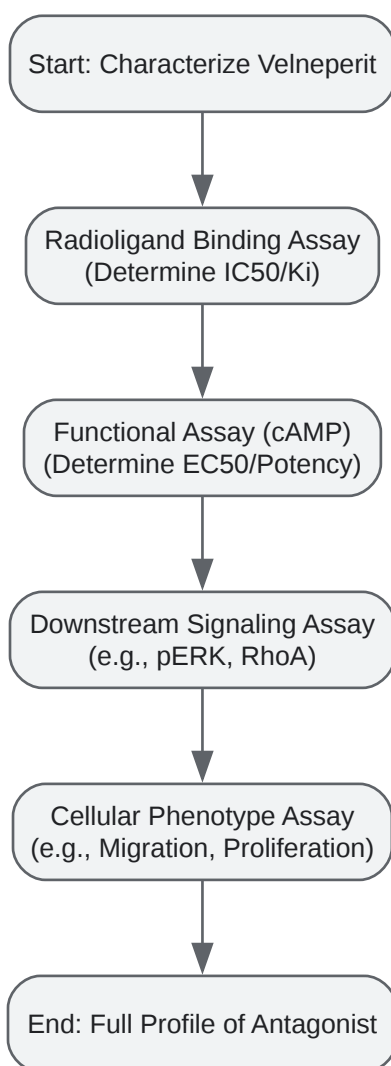 Start: Characterize Velneperit
Radioligand Binding Assay
(Determine IC50/Ki)
Functional Assay (cAMP)
(Determine EC50/Potency)
Downstream Signaling Assay
(e.g., pERK, RhoA)
Cellular Phenotype Assay
(e.g., Migration, Proliferation)
End: Full Profile of Antagonist